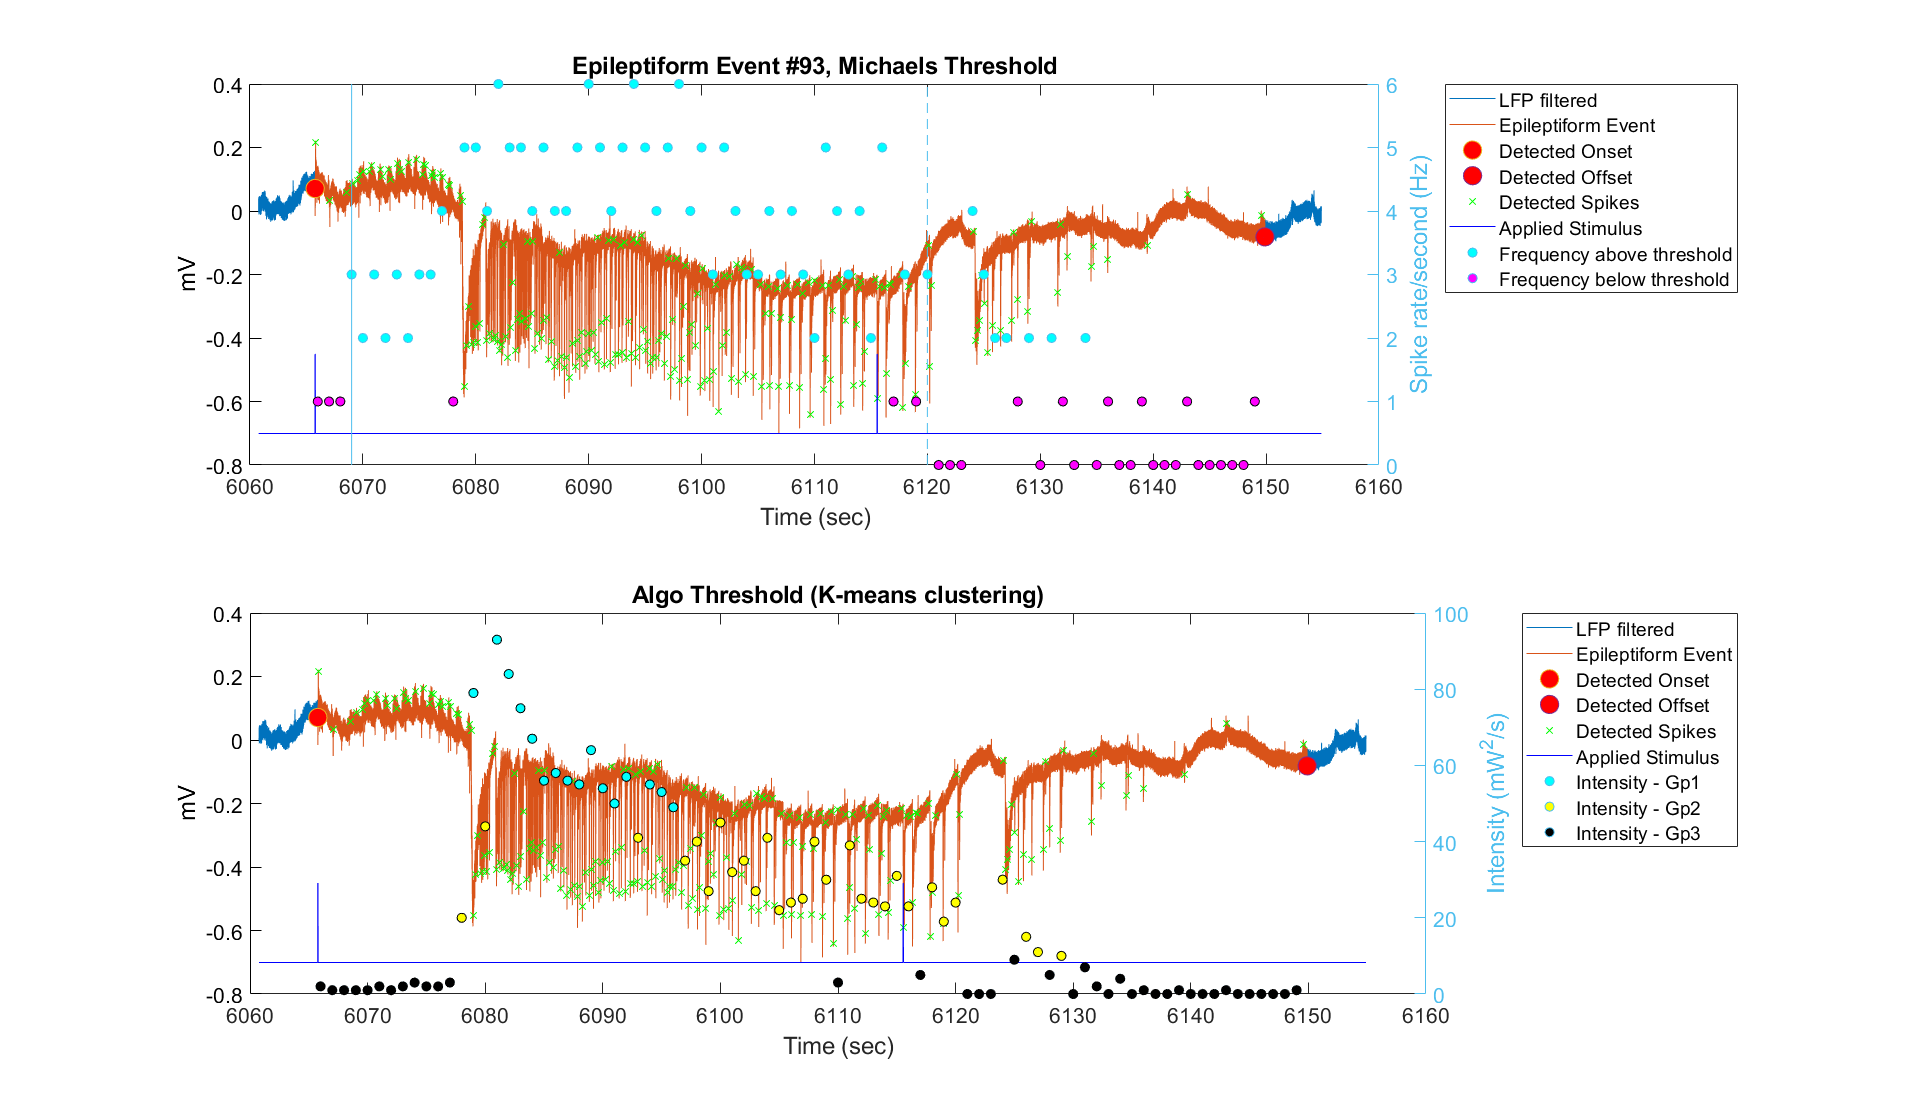 Epileptiform Event #93, Michaels Threshold
0.4
0.2
0
-0.2
-0.4
-0.6
-0.8
mV
6060
6070
6080
6090
6100
6110
6120
6130
6140
6150
6160
Time (sec)
6
5
4
3
2
1
0
Spike rate/second (Hz)
LFP filtered
Epileptiform Event
Detected Onset
Detected Offset
Detected Spikes
Applied Stimulus
Frequency above threshold
Frequency below threshold
Algo Threshold (K-means clustering)
0.4
0.2
0
-0.2
-0.4
-0.6
-0.8
mV
6060
6070
6080
6090
6100
6110
6120
6130
6140
6150
6160
Time (sec)
100
80
60
40
20
0
Intensity (mW²/s)
LFP filtered
Epileptiform Event
Detected Onset
Detected Offset
Detected Spikes
Applied Stimulus
Intensity - Gp1
Intensity - Gp2
Intensity - Gp3